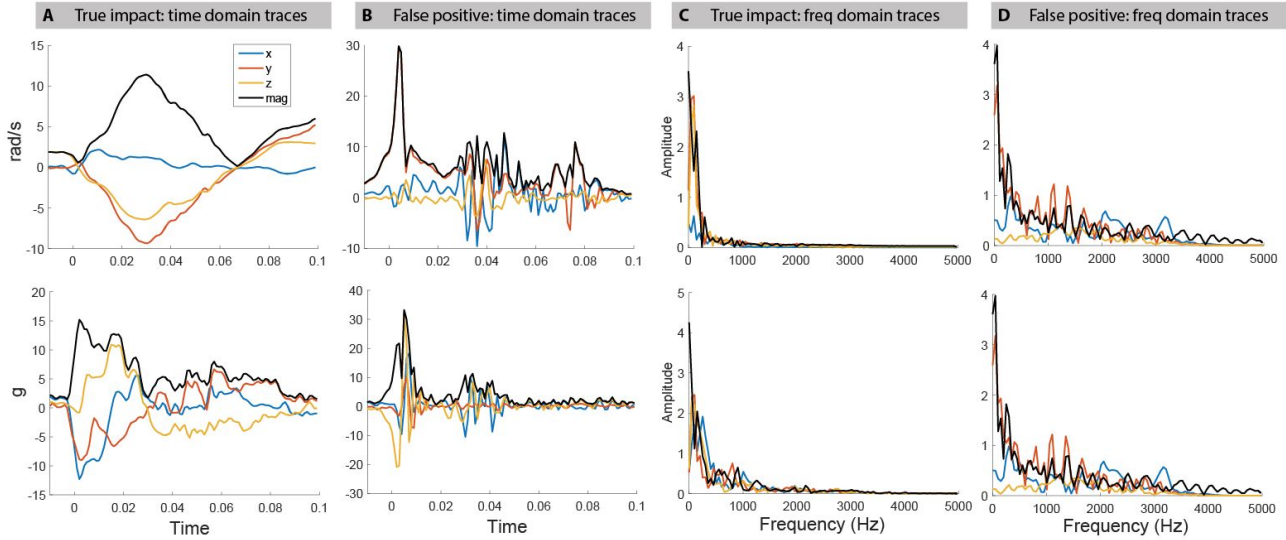 A True impact: time domain traces
B False positive: time domain traces
C True impact: freq domain traces
D False positive: freq domain traces
15
10
5
0
-5
-10
rad/s
0 0.02 0.04 0.06 0.08 0.1
x
y
z
mag
30
20
10
0
-10
0 0.02 0.04 0.06 0.08 0.1
4
3
2
1
0
Amplitude
0 1000 2000 3000 4000 5000
4
3
2
1
0
0 1000 2000 3000 4000 5000
20
15
10
5
0
-5
-10
-15
g
0 0.02 0.04 0.06 0.08 0.1
Time
40
30
20
10
0
-10
-20
-30
0 0.02 0.04 0.06 0.08 0.1
Time
5
4
3
2
1
0
Amplitude
0 1000 2000 3000 4000 5000
Frequency (Hz)
4
3
2
1
0
0 1000 2000 3000 4000 5000
Frequency (Hz)